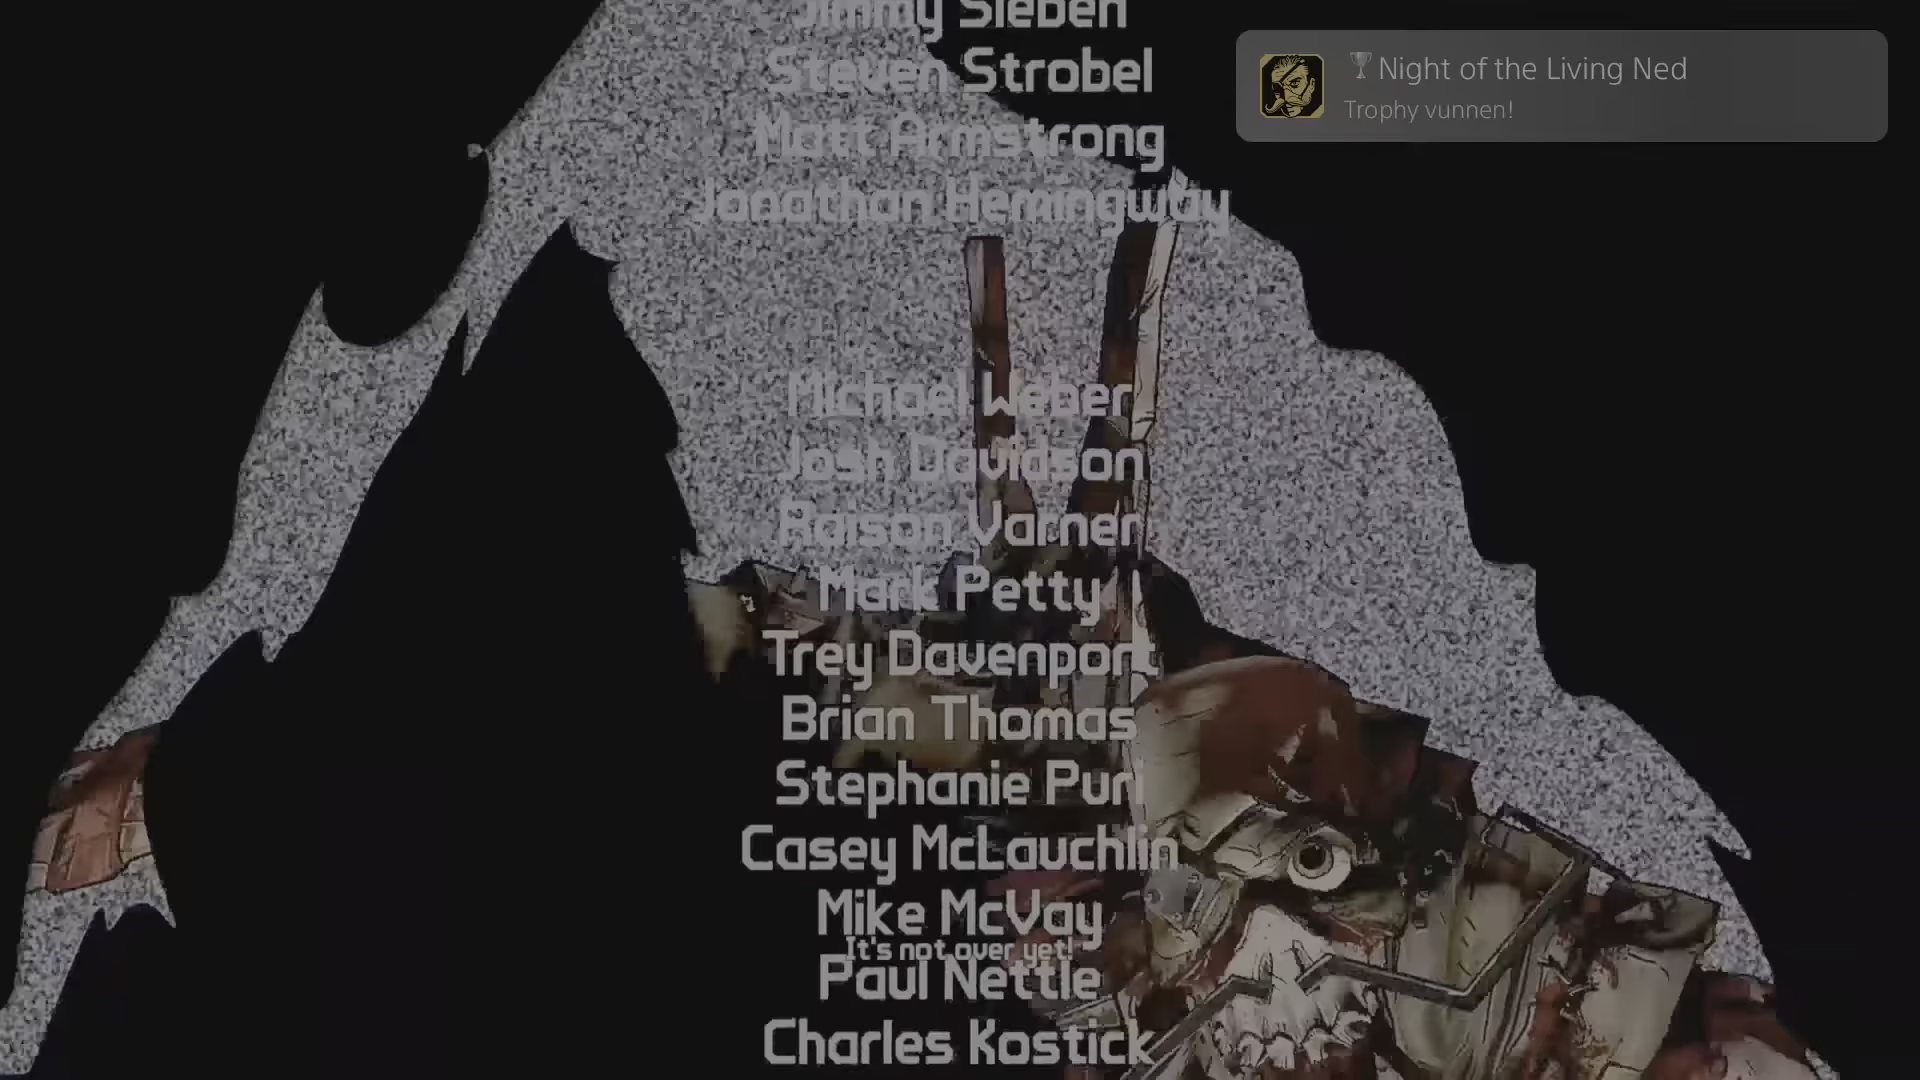 Jimmy Sieben
Steven Strobel
Matt Armstrong
Jonathan Hemingway
Night of the Living Ned
Trophy vunnen!
Michael Weber
Josh Davidson
Raison Varner
Mark Petty
Trey Davenport
Brian Thomas
Stephanie Puri
Casey McLauchlin
Mike McVay
It's not over yet!
Paul Nettle
Charles Kostick